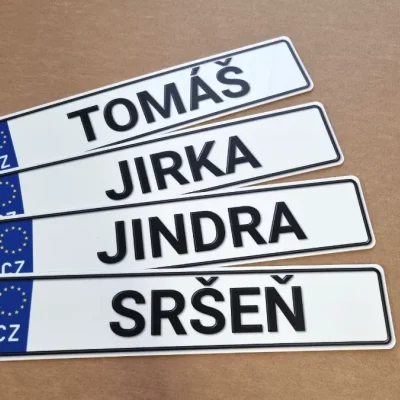 CZ
TOMÁŠ
JIRKA
CZ
JINDRA
CZ
SRŠEŇ